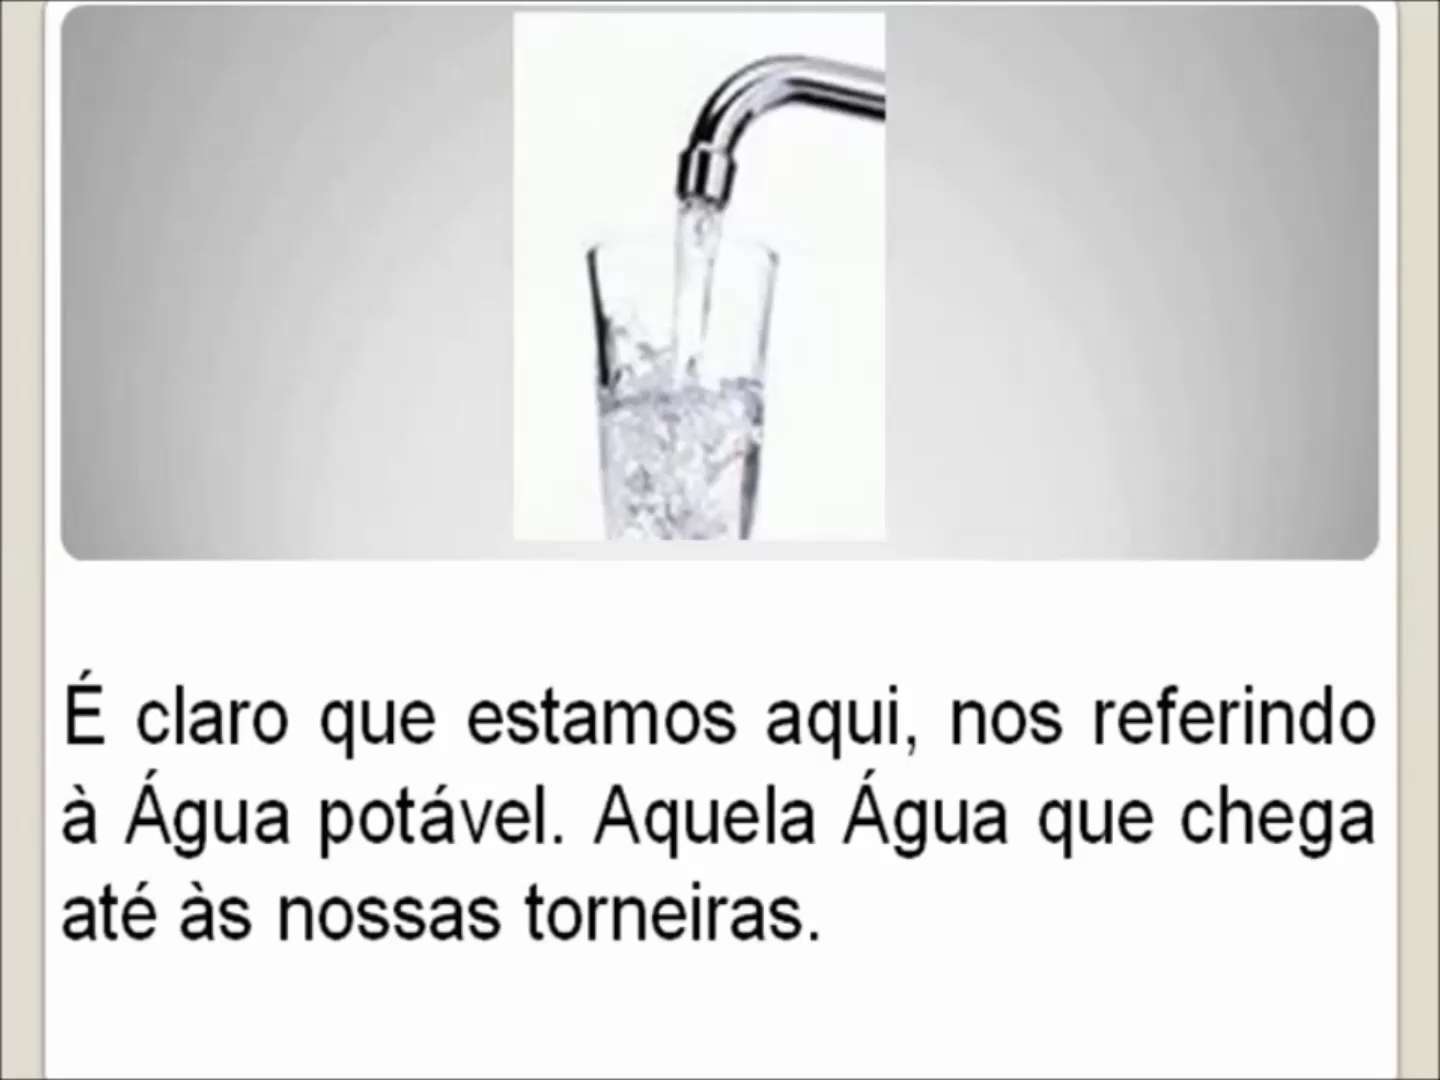 É claro que estamos aqui, nos referindo
à Água potável. Aquela Água que chega
até às nossas torneiras.